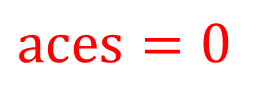 aces = 0